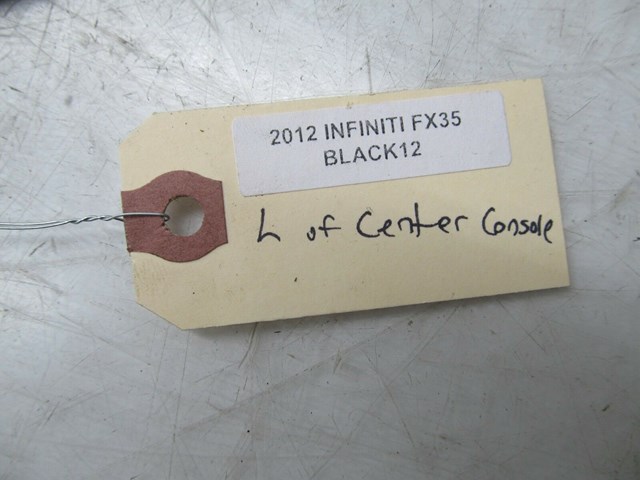 2012 INFINITI FX35
BLACK12
L of Center Console